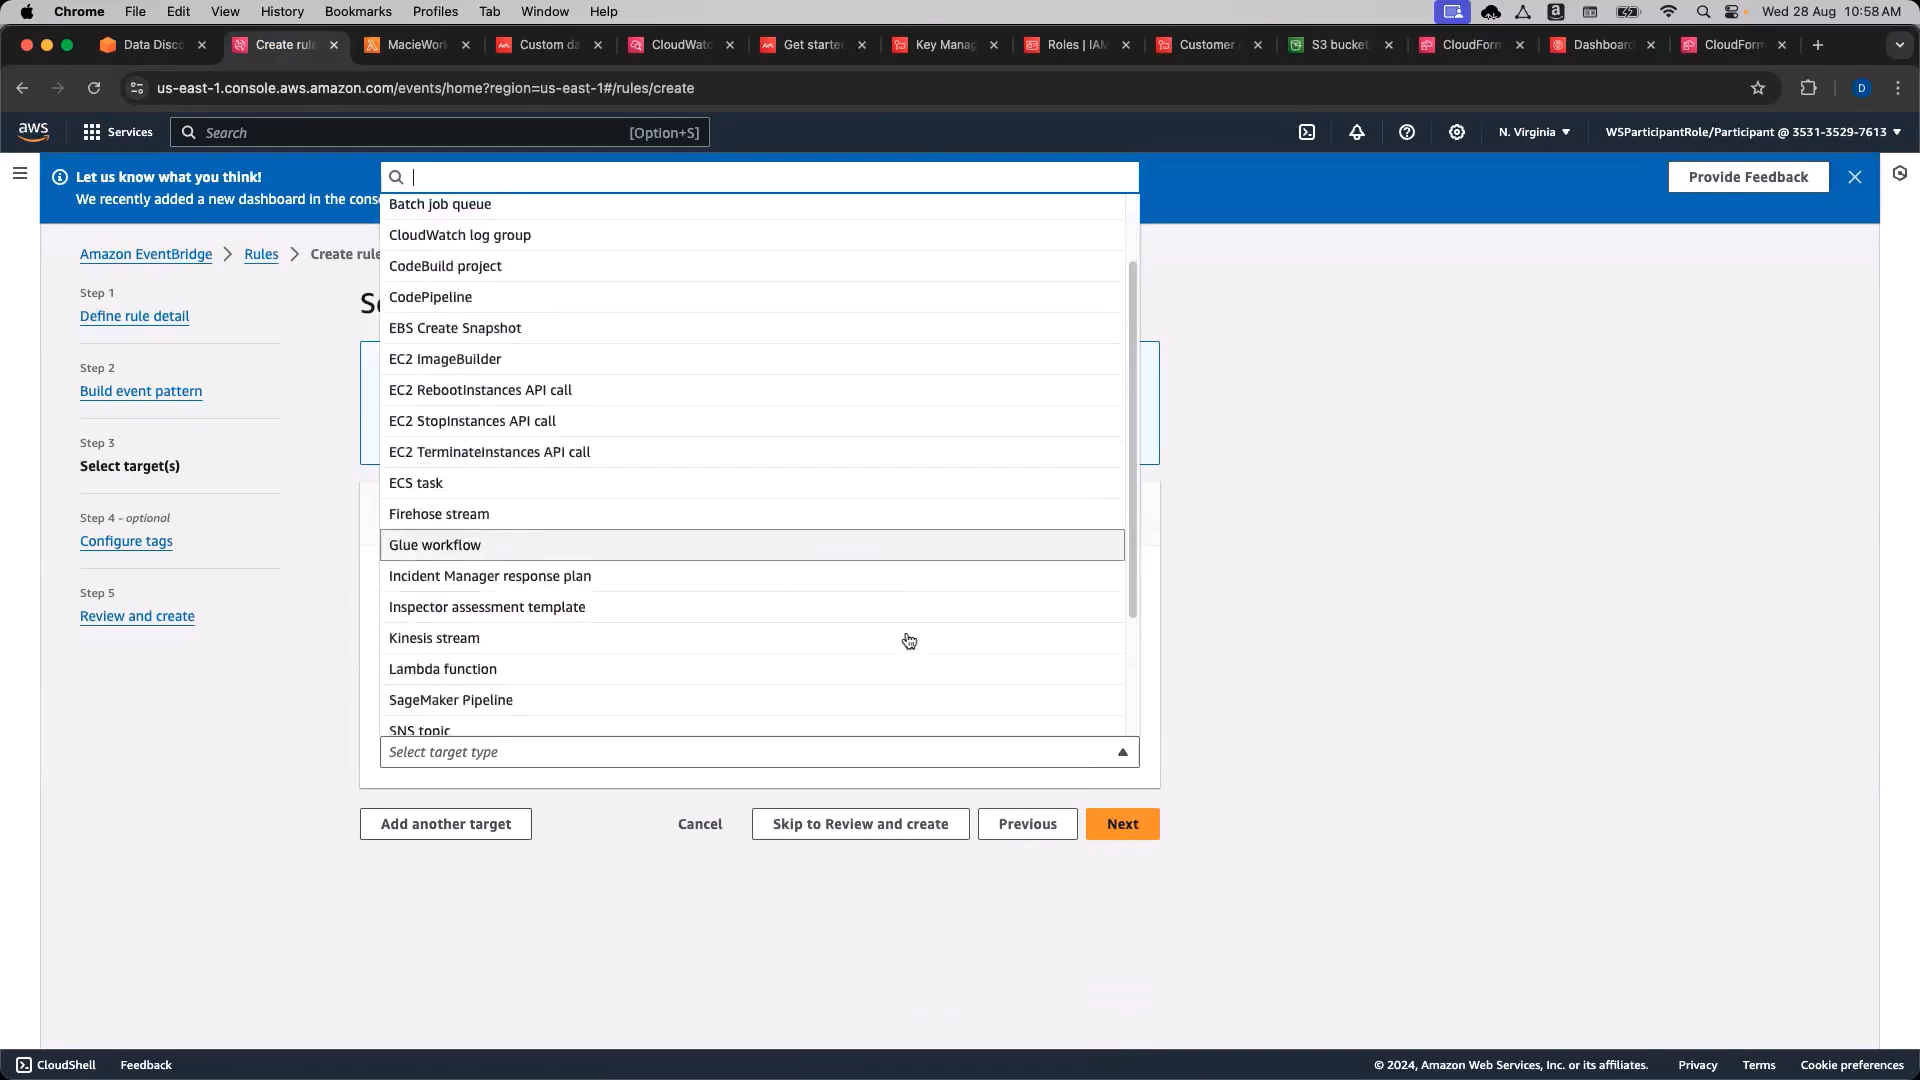 Chrome File Edit View History Bookmarks Profiles Tab Window Help Wed 28 Aug 10:58 AM
Data Disco Create rule MacieWor Custom da CloudWat Get starte Key Manag Roles | IAM Customer S3 bucket CloudForm Dashboard CloudForm
us-east-1.console.aws.amazon.com/events/home?region=us-east-1#/rules/create D
aws Services Search [Option+S] N. Virginia WSParticipantRole/Participant @ 3531-3529-7613
Let us know what you think!
We recently added a new dashboard in the conso
Provide Feedback
Amazon EventBridge Rules Create rule
Step 1
Define rule detail
Step 2
Build event pattern
Step 3
Select target(s)
Step 4 - optional
Configure tags
Step 5
Review and create
Se
Batch job queue
CloudWatch log group
CodeBuild project
CodePipeline
EBS Create Snapshot
EC2 ImageBuilder
EC2 RebootInstances API call
EC2 StopInstances API call
EC2 TerminateInstances API call
ECS task
Firehose stream
Glue workflow
Incident Manager response plan
Inspector assessment template
Kinesis stream
Lambda function
SageMaker Pipeline
SNS topic
Select target type
Add another target Cancel Skip to Review and create Previous Next
CloudShell Feedback © 2024, Amazon Web Services, Inc. or its affiliates. Privacy Terms Cookie preferences